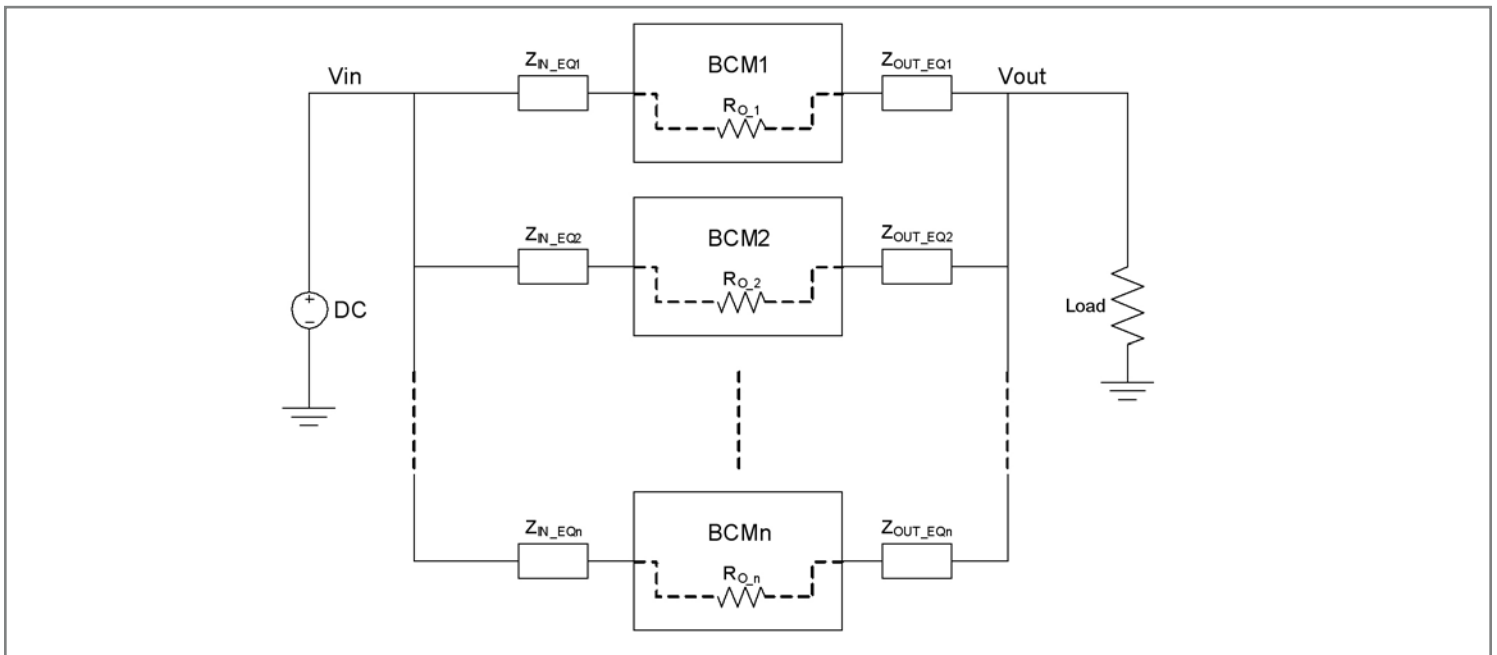 Vin
Z_IN_EQ1
BCM1
R_O_1
Z_OUT_EQ1
Vout
Z_IN_EQ2
BCM2
R_O_2
Z_OUT_EQ2
+
−
DC
Load
Z_IN_EQn
BCMn
R_O_n
Z_OUT_EQn